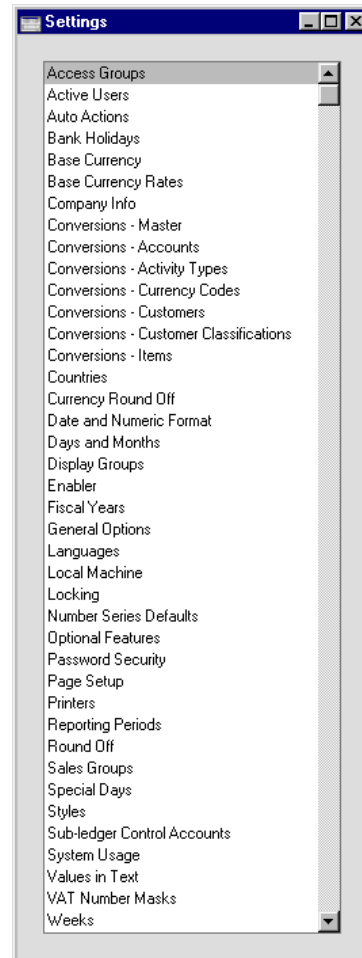 Settings
Access Groups
Active Users
Auto Actions
Bank Holidays
Base Currency
Base Currency Rates
Company Info
Conversions - Master
Conversions - Accounts
Conversions - Activity Types
Conversions - Currency Codes
Conversions - Customers
Conversions - Customer Classifications
Conversions - Items
Countries
Currency Round Off
Date and Numeric Format
Days and Months
Display Groups
Enabler
Fiscal Years
General Options
Languages
Local Machine
Locking
Number Series Defaults
Optional Features
Password Security
Page Setup
Printers
Reporting Periods
Round Off
Sales Groups
Special Days
Styles
Sub-ledger Control Accounts
System Usage
Values in Text
VAT Number Masks
Weeks